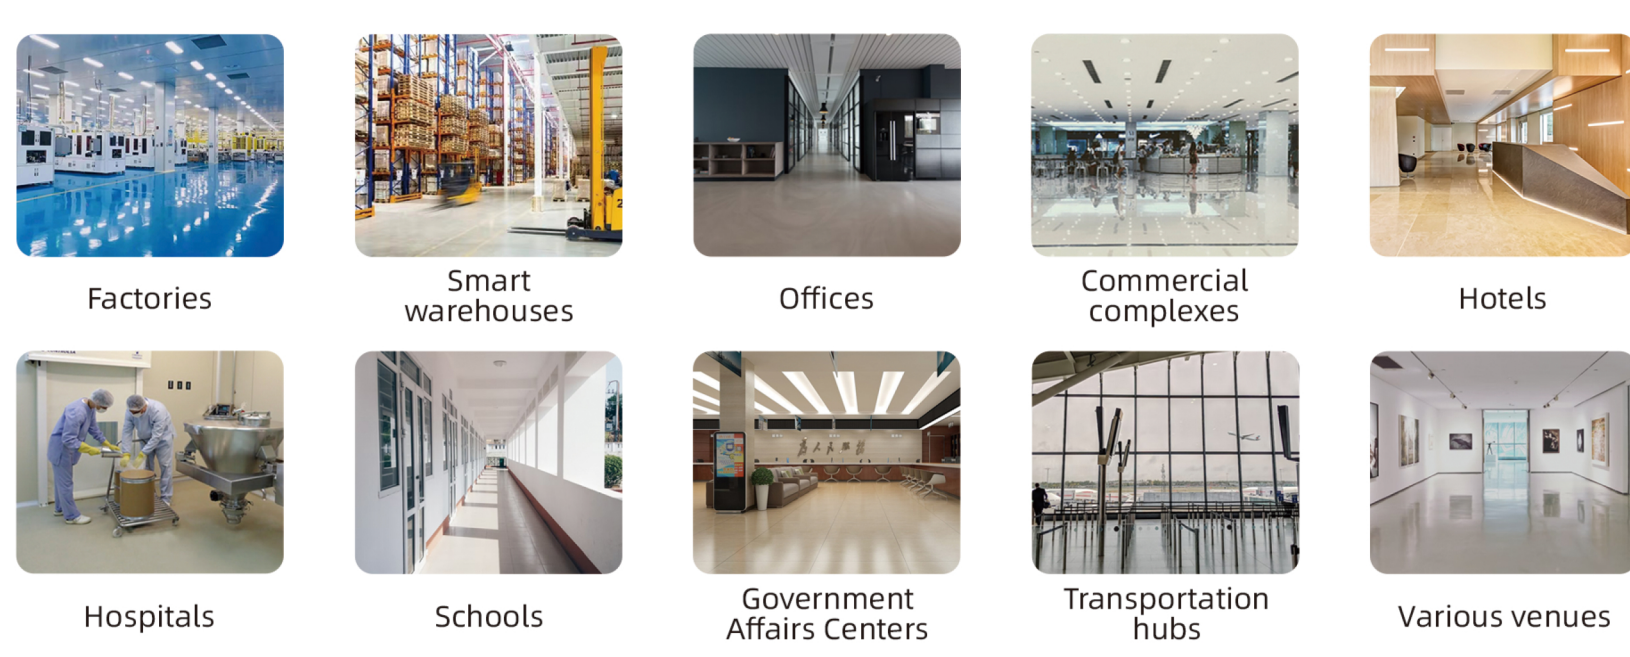 Factories
Smart
warehouses
Offices
Commercial
complexes
Hotels
Hospitals
Schools
Government
Affairs Centers
Transportation
hubs
Various venues